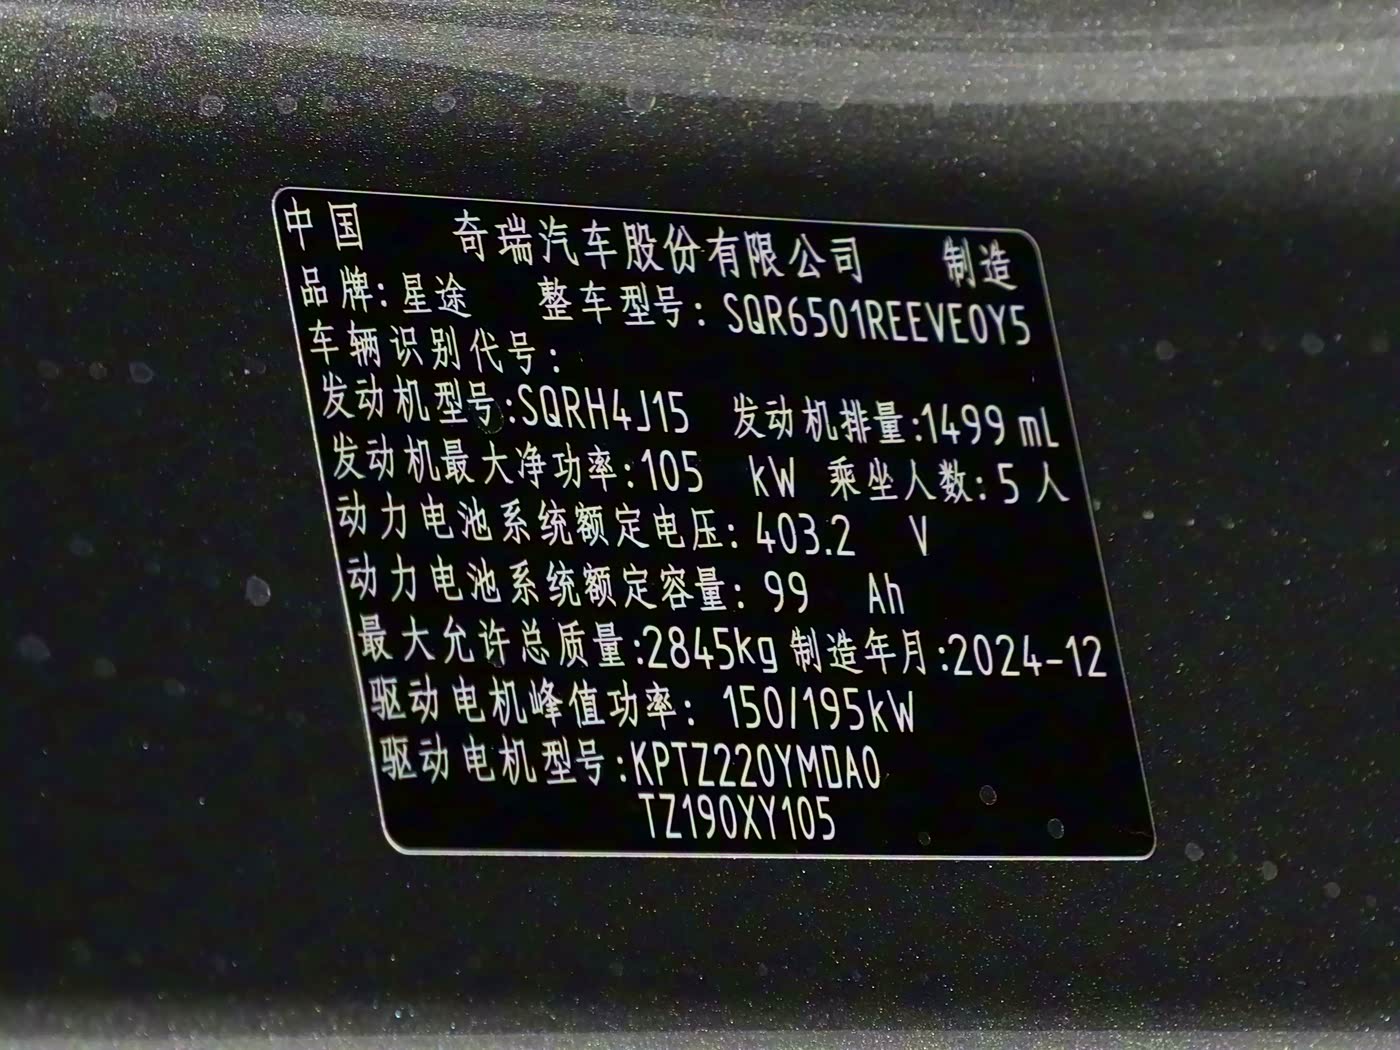 中国 奇瑞汽车股份有限公司 制造
品牌: 星途 整车型号: SQR6501REEVE0Y5
车辆识别代号:
发动机型号:SQRH4J15 发动机排量:1499 mL
发动机最大净功率:105 kW 乘坐人数: 5 人
动力电池系统额定电压: 403.2 V
动力电池系统额定容量: 99 Ah
最大允许总质量:2845kg 制造年月:2024-12
驱动电机峰值功率: 150/195kW
驱动电机型号:KPTZ220YMDA0
TZ190XY105